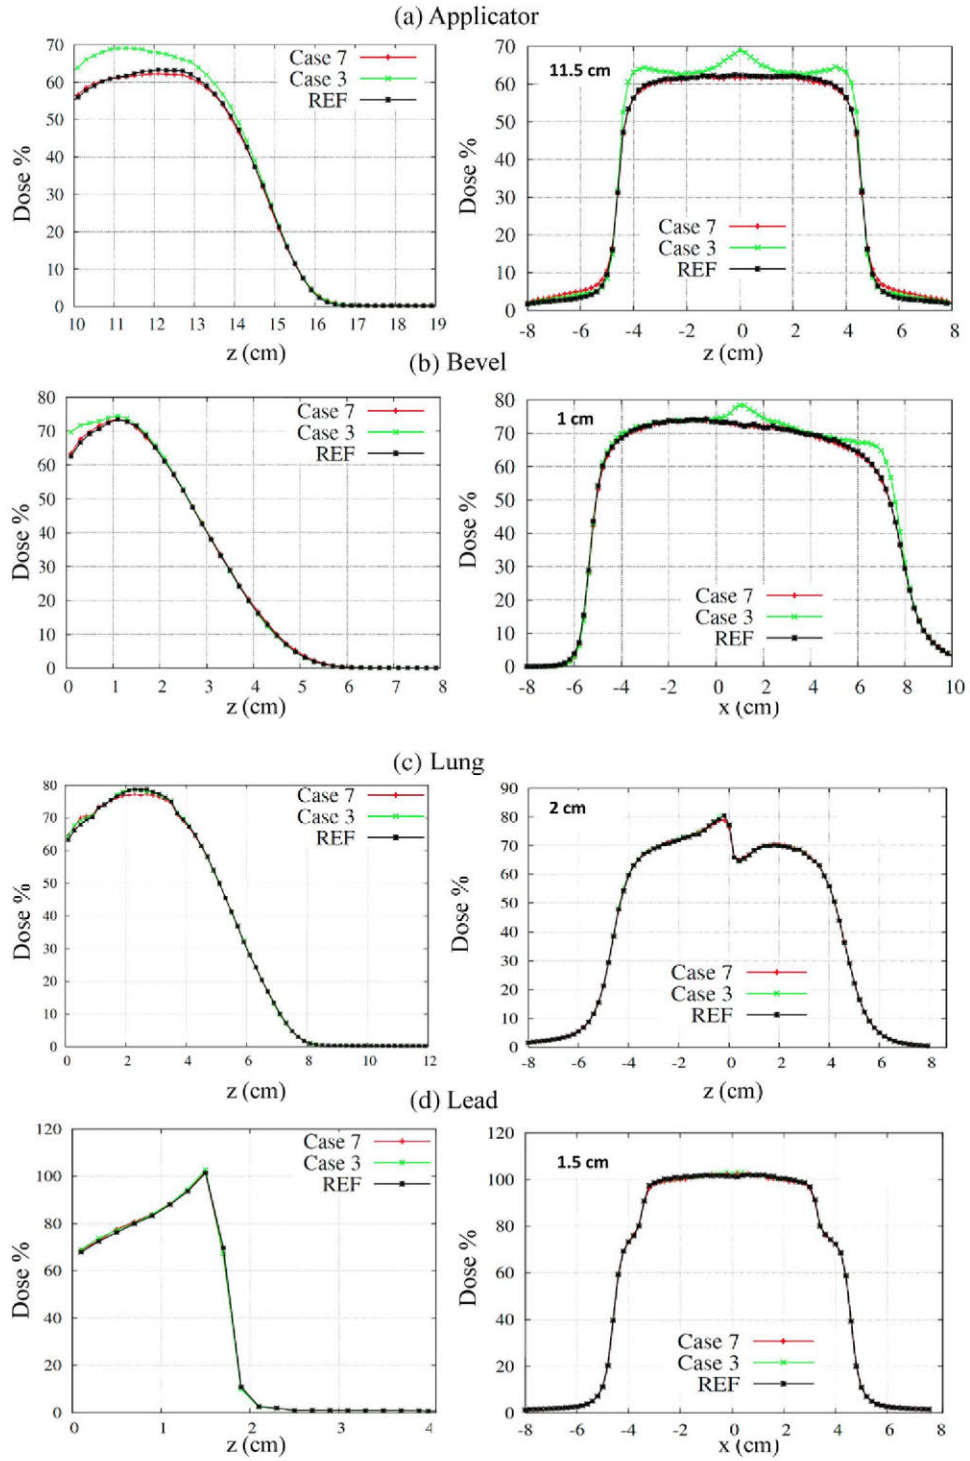 (a) Applicator
70
60
50
40
30
20
10
0
Dose %
Case 7
Case 3
REF
10 11 12 13 14 15 16 17 18 19
z (cm)
70
60
50
40
30
20
10
0
Dose %
11.5 cm
Case 7
Case 3
REF
-8 -6 -4 -2 0 2 4 6 8
z (cm)
(b) Bevel
80
70
60
50
40
30
20
10
0
Dose %
Case 7
Case 3
REF
0 1 2 3 4 5 6 7 8
z (cm)
80
70
60
50
40
30
20
10
0
Dose %
1 cm
Case 7
Case 3
REF
-8 -6 -4 -2 0 2 4 6 8 10
x (cm)
(c) Lung
80
70
60
50
40
30
20
10
0
Dose %
Case 7
Case 3
REF
0 2 4 6 8 10 12
z (cm)
90
80
70
60
50
40
30
20
10
0
Dose %
2 cm
Case 7
Case 3
REF
-8 -6 -4 -2 0 2 4 6 8
z (cm)
(d) Lead
120
100
80
60
40
20
0
Dose %
Case 7
Case 3
REF
0 1 2 3 4
z (cm)
120
100
80
60
40
20
0
Dose %
1.5 cm
Case 7
Case 3
REF
-8 -6 -4 -2 0 2 4 6 8
x (cm)